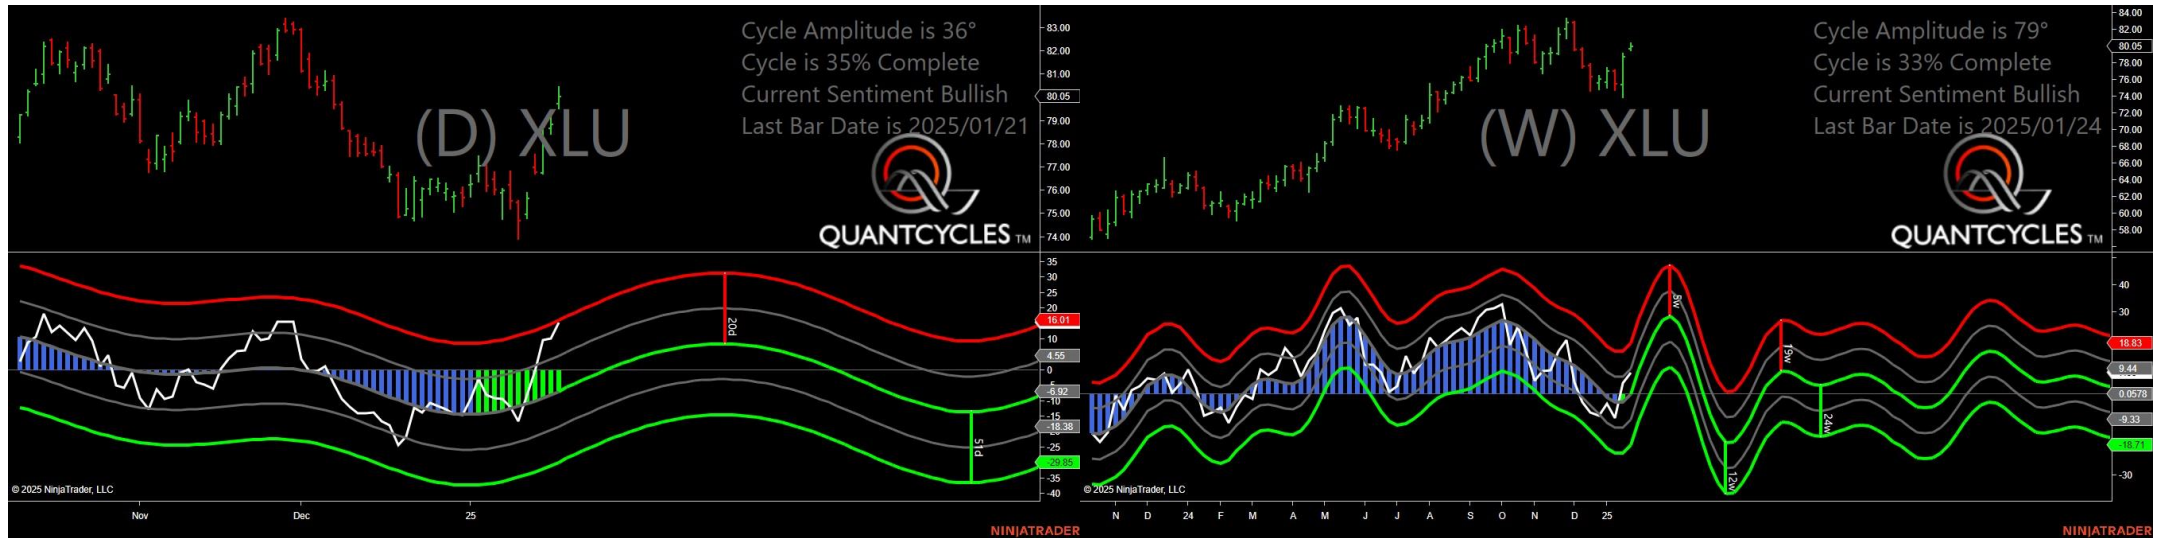 Cycle Amplitude is 36°
Cycle is 35% Complete
Current Sentiment Bullish
Last Bar Date is 2025/01/21
(D) XLU
QUANTCYCLES TM
83.00
82.00
81.00
80.05
79.00
78.00
77.00
76.00
75.00
74.00
35
30
25
20
16.01
10
4.55
0
-6.92
-10
-15
-18.38
-25
-29.85
-35
-40
20d
51d
© 2025 NinjaTrader, LLC
Nov
Dec
25
NINJATRADER
Cycle Amplitude is 79°
Cycle is 33% Complete
Current Sentiment Bullish
Last Bar Date is 2025/01/24
(W) XLU
QUANTCYCLES TM
84.00
82.00
80.05
78.00
76.00
74.00
72.00
70.00
68.00
66.00
64.00
62.00
60.00
58.00
40
30
18.83
9.44
0.0578
-9.33
-18.71
-30
8w
19w
24w
12w
© 2025 NinjaTrader, LLC
N D 24 F M A M J J A S O N D 25
NINJATRADER